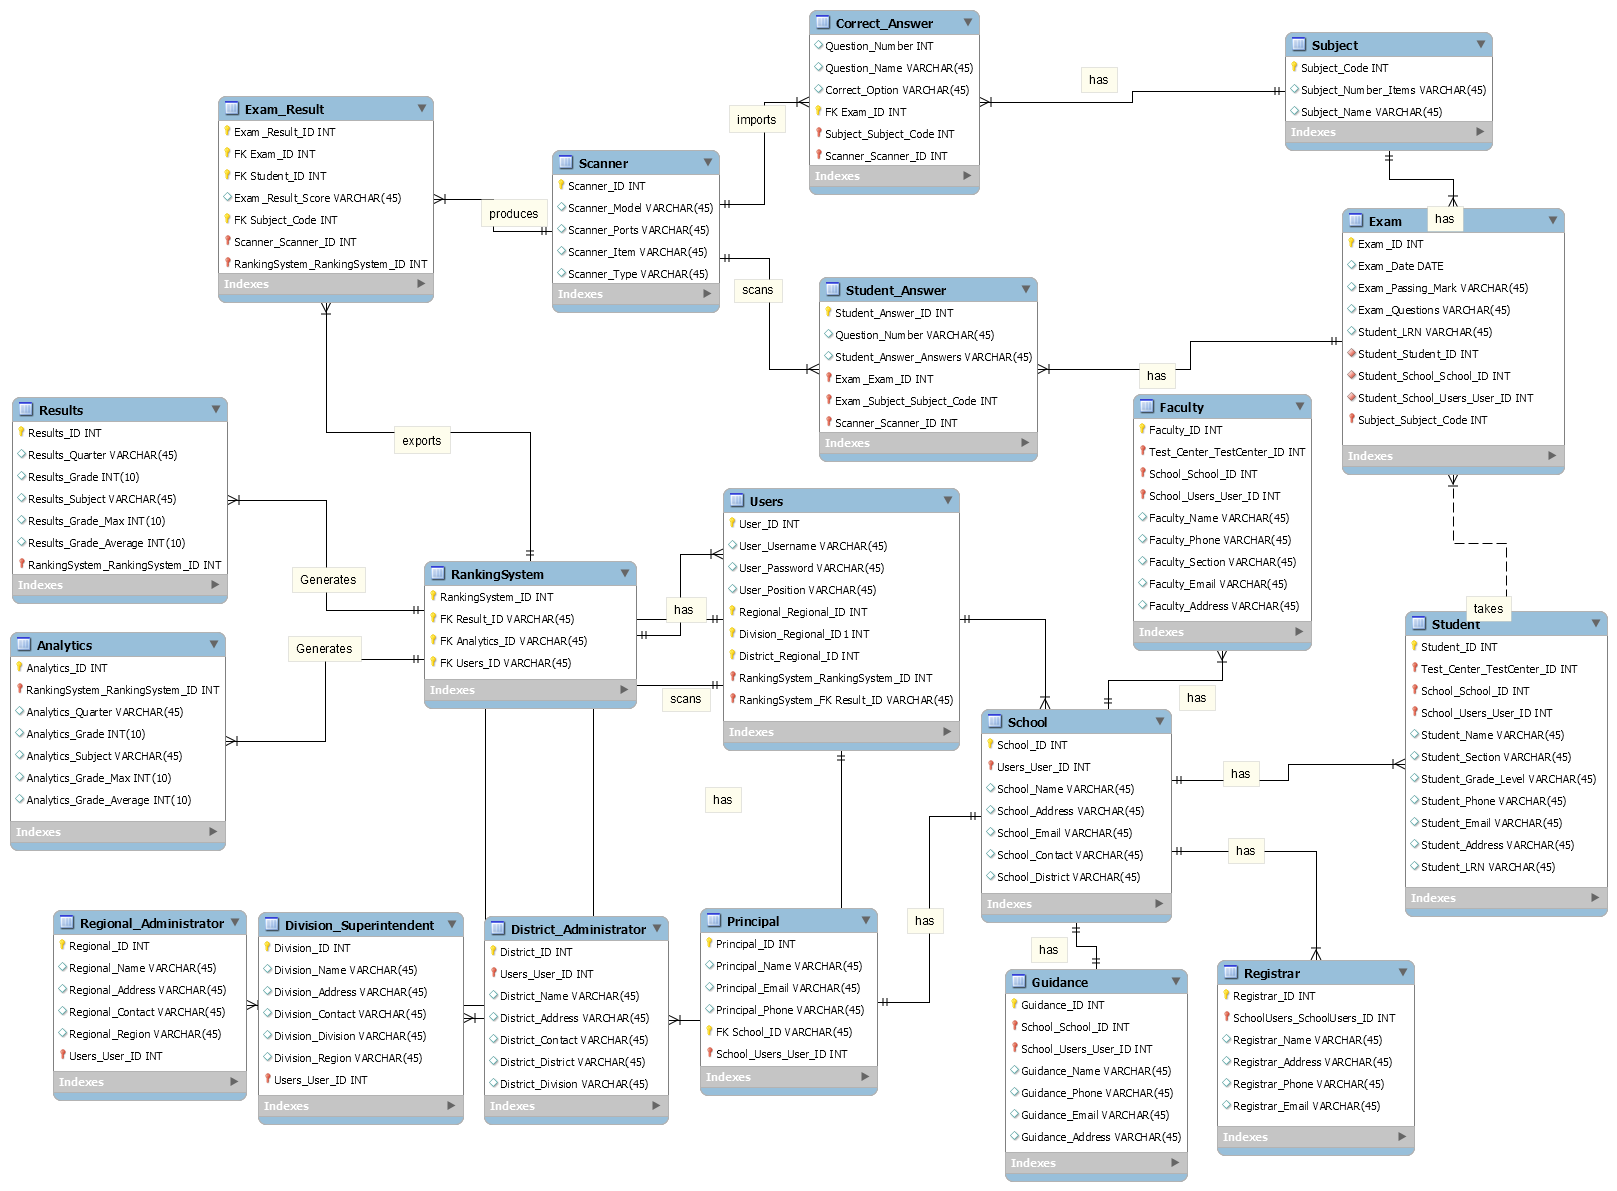 Correct_Answer
Question_Number INT
Question_Name VARCHAR(45)
Correct_Option VARCHAR(45)
FK Exam_ID INT
Subject_Subject_Code INT
Scanner_Scanner_ID INT
Indexes
has
Subject
Subject_Code INT
Subject_Number_Items VARCHAR(45)
Subject_Name VARCHAR(45)
Indexes
imports
Exam_Result
Exam_Result_ID INT
FK Exam_ID INT
FK Student_ID INT
Exam_Result_Score VARCHAR(45)
FK Subject_Code INT
Scanner_Scanner_ID INT
RankingSystem_RankingSystem_ID INT
Indexes
produces
Scanner
Scanner_ID INT
Scanner_Model VARCHAR(45)
Scanner_Ports VARCHAR(45)
Scanner_Item VARCHAR(45)
Scanner_Type VARCHAR(45)
Indexes
scans
Student_Answer
Student_Answer_ID INT
Question_Number VARCHAR(45)
Student_Answer_Answers VARCHAR(45)
Exam_Exam_ID INT
Exam_Subject_Subject_Code INT
Scanner_Scanner_ID INT
Indexes
has
has
Exam
Exam_ID INT
Exam_Date DATE
Exam_Passing_Mark VARCHAR(45)
Exam_Questions VARCHAR(45)
Student_LRN VARCHAR(45)
Student_Student_ID INT
Student_School_School_ID INT
Student_School_Users_User_ID INT
Subject_Subject_Code INT
Indexes
Results
Results_ID INT
Results_Quarter VARCHAR(45)
Results_Grade INT(10)
Results_Subject VARCHAR(45)
Results_Grade_Max INT(10)
Results_Grade_Average INT(10)
RankingSystem_RankingSystem_ID INT
Indexes
exports
Generates
Faculty
Faculty_ID INT
Test_Center_TestCenter_ID INT
School_School_ID INT
School_Users_User_ID INT
Faculty_Name VARCHAR(45)
Faculty_Phone VARCHAR(45)
Faculty_Section VARCHAR(45)
Faculty_Email VARCHAR(45)
Faculty_Address VARCHAR(45)
Indexes
Users
User_ID INT
User_Username VARCHAR(45)
User_Password VARCHAR(45)
User_Position VARCHAR(45)
Regional_Regional_ID INT
Division_Regional_ID1 INT
District_Regional_ID INT
RankingSystem_RankingSystem_ID INT
RankingSystem_FK Result_ID VARCHAR(45)
Indexes
RankingSystem
RankingSystem_ID INT
FK Result_ID VARCHAR(45)
FK Analytics_ID VARCHAR(45)
FK Users_ID VARCHAR(45)
Indexes
has
scans
takes
Student
Student_ID INT
Test_Center_TestCenter_ID INT
School_School_ID INT
School_Users_User_ID INT
Student_Name VARCHAR(45)
Student_Section VARCHAR(45)
Student_Grade_Level VARCHAR(45)
Student_Phone VARCHAR(45)
Student_Email VARCHAR(45)
Student_Address VARCHAR(45)
Student_LRN VARCHAR(45)
Indexes
Analytics
Analytics_ID INT
RankingSystem_RankingSystem_ID INT
Analytics_Quarter VARCHAR(45)
Analytics_Grade INT(10)
Analytics_Subject VARCHAR(45)
Analytics_Grade_Max INT(10)
Analytics_Grade_Average INT(10)
Indexes
Generates
has
has
School
School_ID INT
Users_User_ID INT
School_Name VARCHAR(45)
School_Address VARCHAR(45)
School_Email VARCHAR(45)
School_Contact VARCHAR(45)
School_District VARCHAR(45)
Indexes
has
has
has
has
Regional_Administrator
Regional_ID INT
Regional_Name VARCHAR(45)
Regional_Address VARCHAR(45)
Regional_Contact VARCHAR(45)
Regional_Region VARCHAR(45)
Users_User_ID INT
Indexes
Division_Superintendent
Division_ID INT
Division_Name VARCHAR(45)
Division_Address VARCHAR(45)
Division_Contact VARCHAR(45)
Division_Division VARCHAR(45)
Division_Region VARCHAR(45)
Users_User_ID INT
Indexes
District_Administrator
District_ID INT
Users_User_ID INT
District_Name VARCHAR(45)
District_Address VARCHAR(45)
District_Contact VARCHAR(45)
District_District VARCHAR(45)
District_Division VARCHAR(45)
Indexes
Principal
Principal_ID INT
Principal_Name VARCHAR(45)
Principal_Email VARCHAR(45)
Principal_Phone VARCHAR(45)
FK School_ID VARCHAR(45)
School_Users_User_ID INT
Indexes
Guidance
Guidance_ID INT
School_School_ID INT
School_Users_User_ID INT
Guidance_Name VARCHAR(45)
Guidance_Phone VARCHAR(45)
Guidance_Email VARCHAR(45)
Guidance_Address VARCHAR(45)
Indexes
Registrar
Registrar_ID INT
SchoolUsers_SchoolUsers_ID INT
Registrar_Name VARCHAR(45)
Registrar_Address VARCHAR(45)
Registrar_Phone VARCHAR(45)
Registrar_Email VARCHAR(45)
Indexes